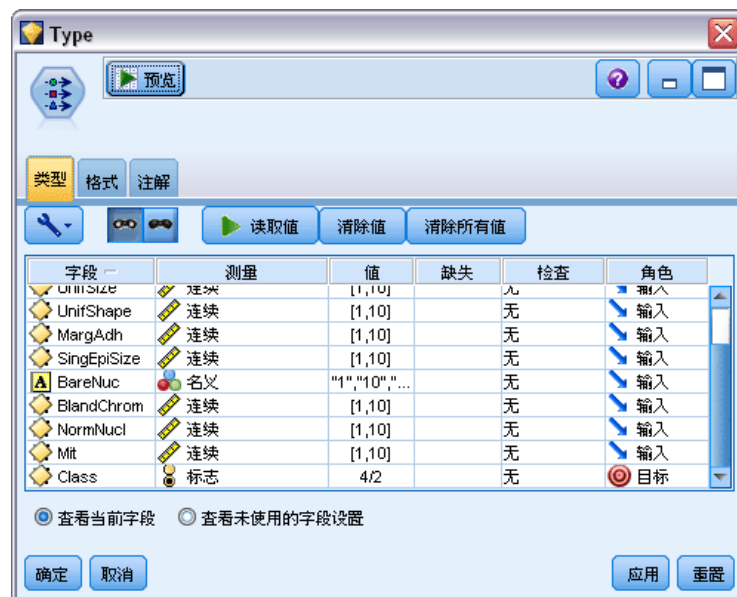 Type
预览
类型 格式 注解
读取值 清除值 清除所有值
字段 测量 值 缺失 检查 角色
UnifSize 连续 [1,10] 无 输入
UnifShape 连续 [1,10] 无 输入
MargAdh 连续 [1,10] 无 输入
SingEpiSize 连续 [1,10] 无 输入
A BareNuc 名义 "1","10","... 无 输入
BlandChrom 连续 [1,10] 无 输入
NormNucl 连续 [1,10] 无 输入
Mit 连续 [1,10] 无 输入
Class 标志 4/2 无 目标
查看当前字段 查看未使用的字段设置
确定 取消 应用 重置